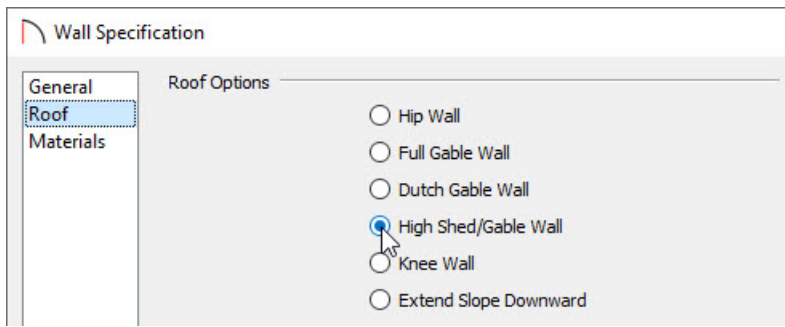 Wall Specification
General
Roof
Materials
Roof Options
Hip Wall
Full Gable Wall
Dutch Gable Wall
High Shed/Gable Wall
Knee Wall
Extend Slope Downward